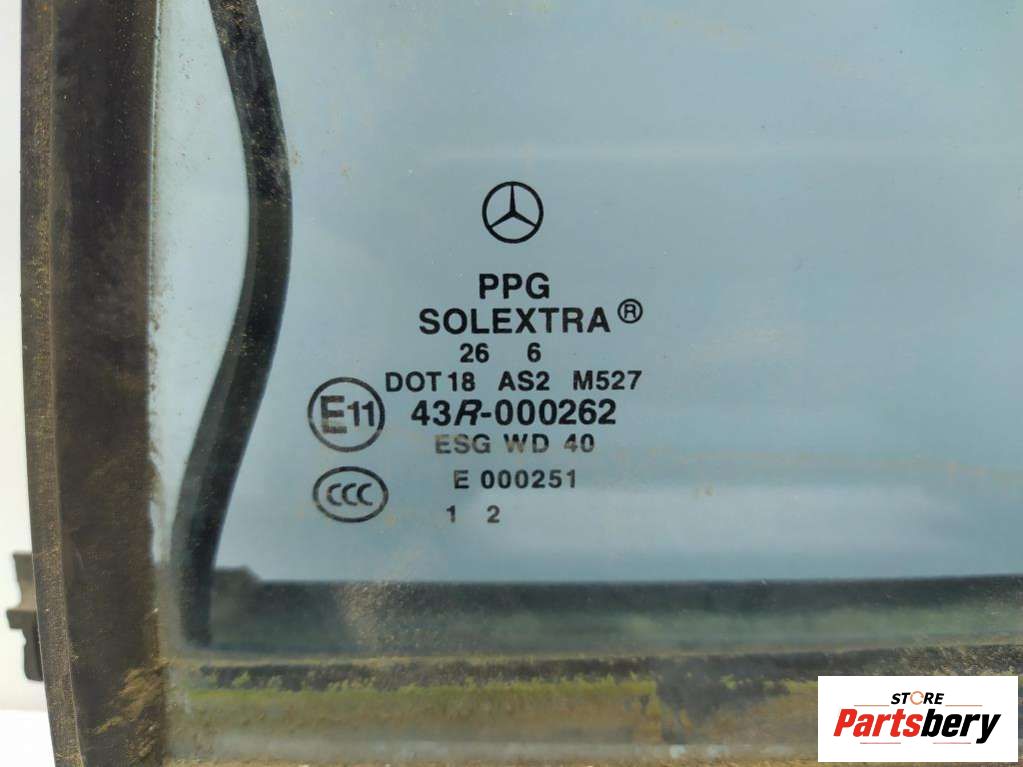 PPG
SOLEXTRA®
26 6
DOT18 AS2 M527
E11 43R-000262
ESG WD 40
CCC E 000251
1 2
STORE
Partsbery